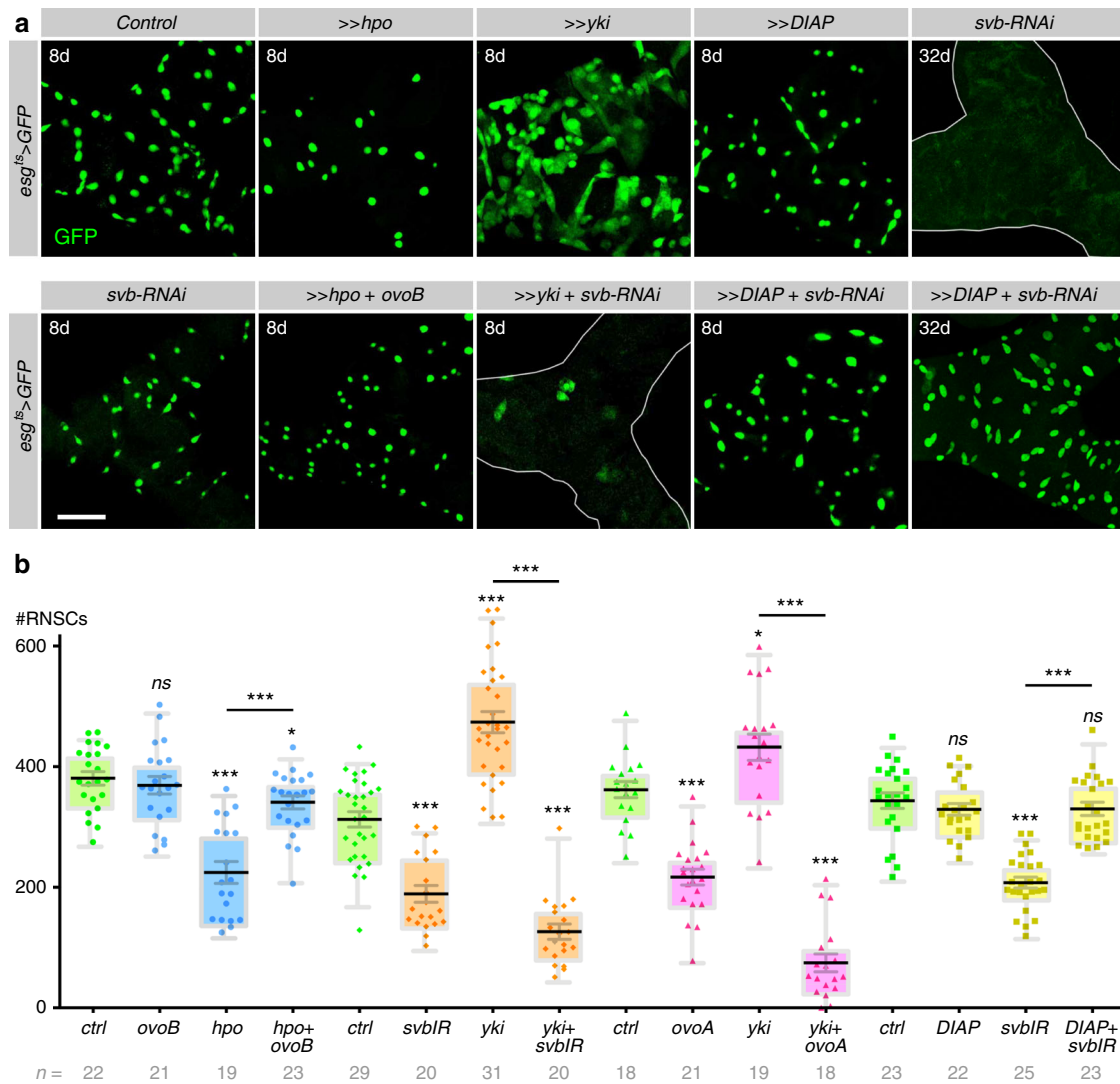 a
Control
>>hpo
>>yki
>>DIAP
svb-RNAi
esgts>GFP
8d
8d
8d
8d
32d
GFP
svb-RNAi
>>hpo + ovoB
>>yki + svb-RNAi
>>DIAP + svb-RNAi
>>DIAP + svb-RNAi
esgts>GFP
8d
8d
8d
8d
32d
b
#RNSCs
600
400
200
0
ns
***
***
*
***
***
***
***
***
*
***
***
ns
***
***
ns
ctrl ovoB hpo hpo+ ctrl svbIR yki yki+ ctrl ovoA yki yki+ ctrl DIAP svbIR DIAP+
ovoB svbIR ovoA svbIR
n = 22 21 19 23 29 20 31 20 18 21 19 18 23 22 25 23